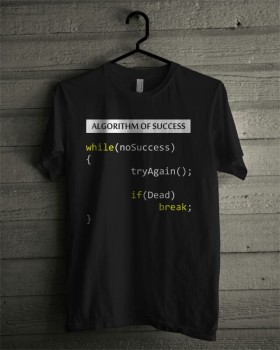 ALGORITHM OF SUCCESS
while(noSuccess)
{
tryAgain();
if(Dead)
break;
}